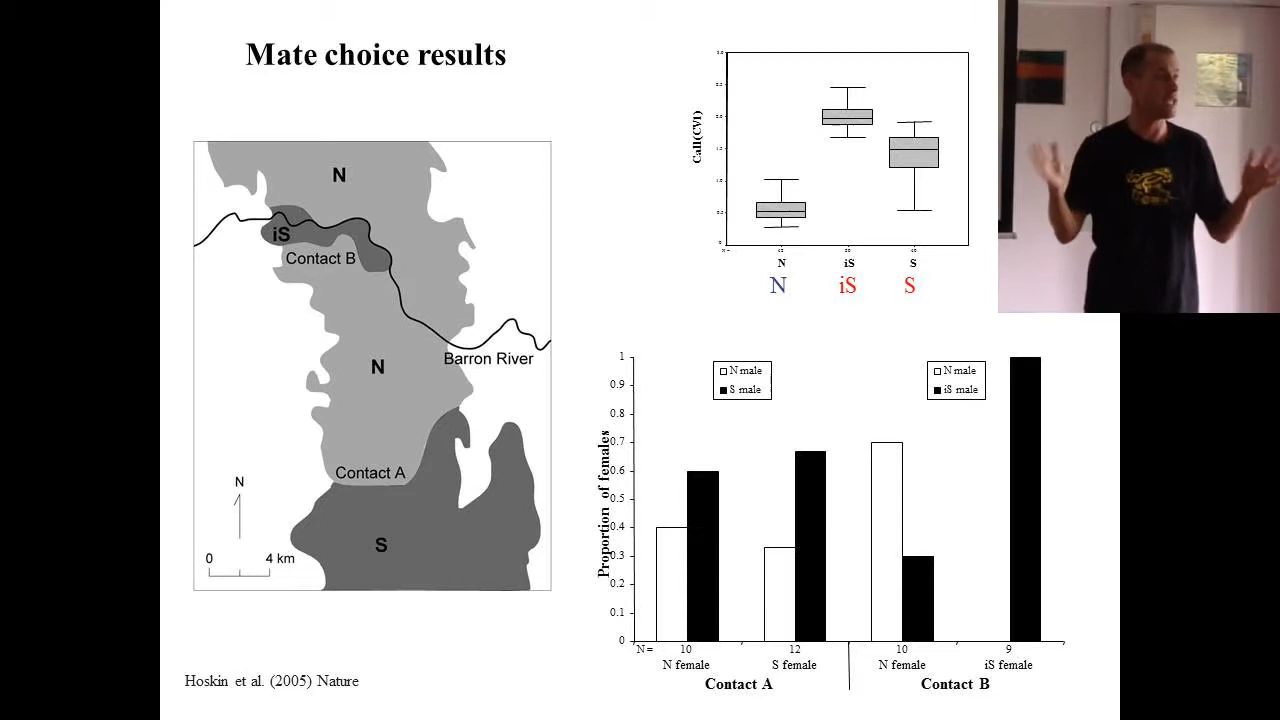 Mate choice results
N
iS
Contact B
N
Barron River
Contact A
N
S
0 4 km
Call(CV1)
1.0
N iS S
N iS S
Proportion of females
1
0.9
0.8
0.7
0.6
0.5
0.4
0.3
0.2
0.1
0
N male
S male
N male
iS male
N = 10 12 10 9
N female S female N female iS female
Contact A Contact B
Hoskin et al. (2005) Nature